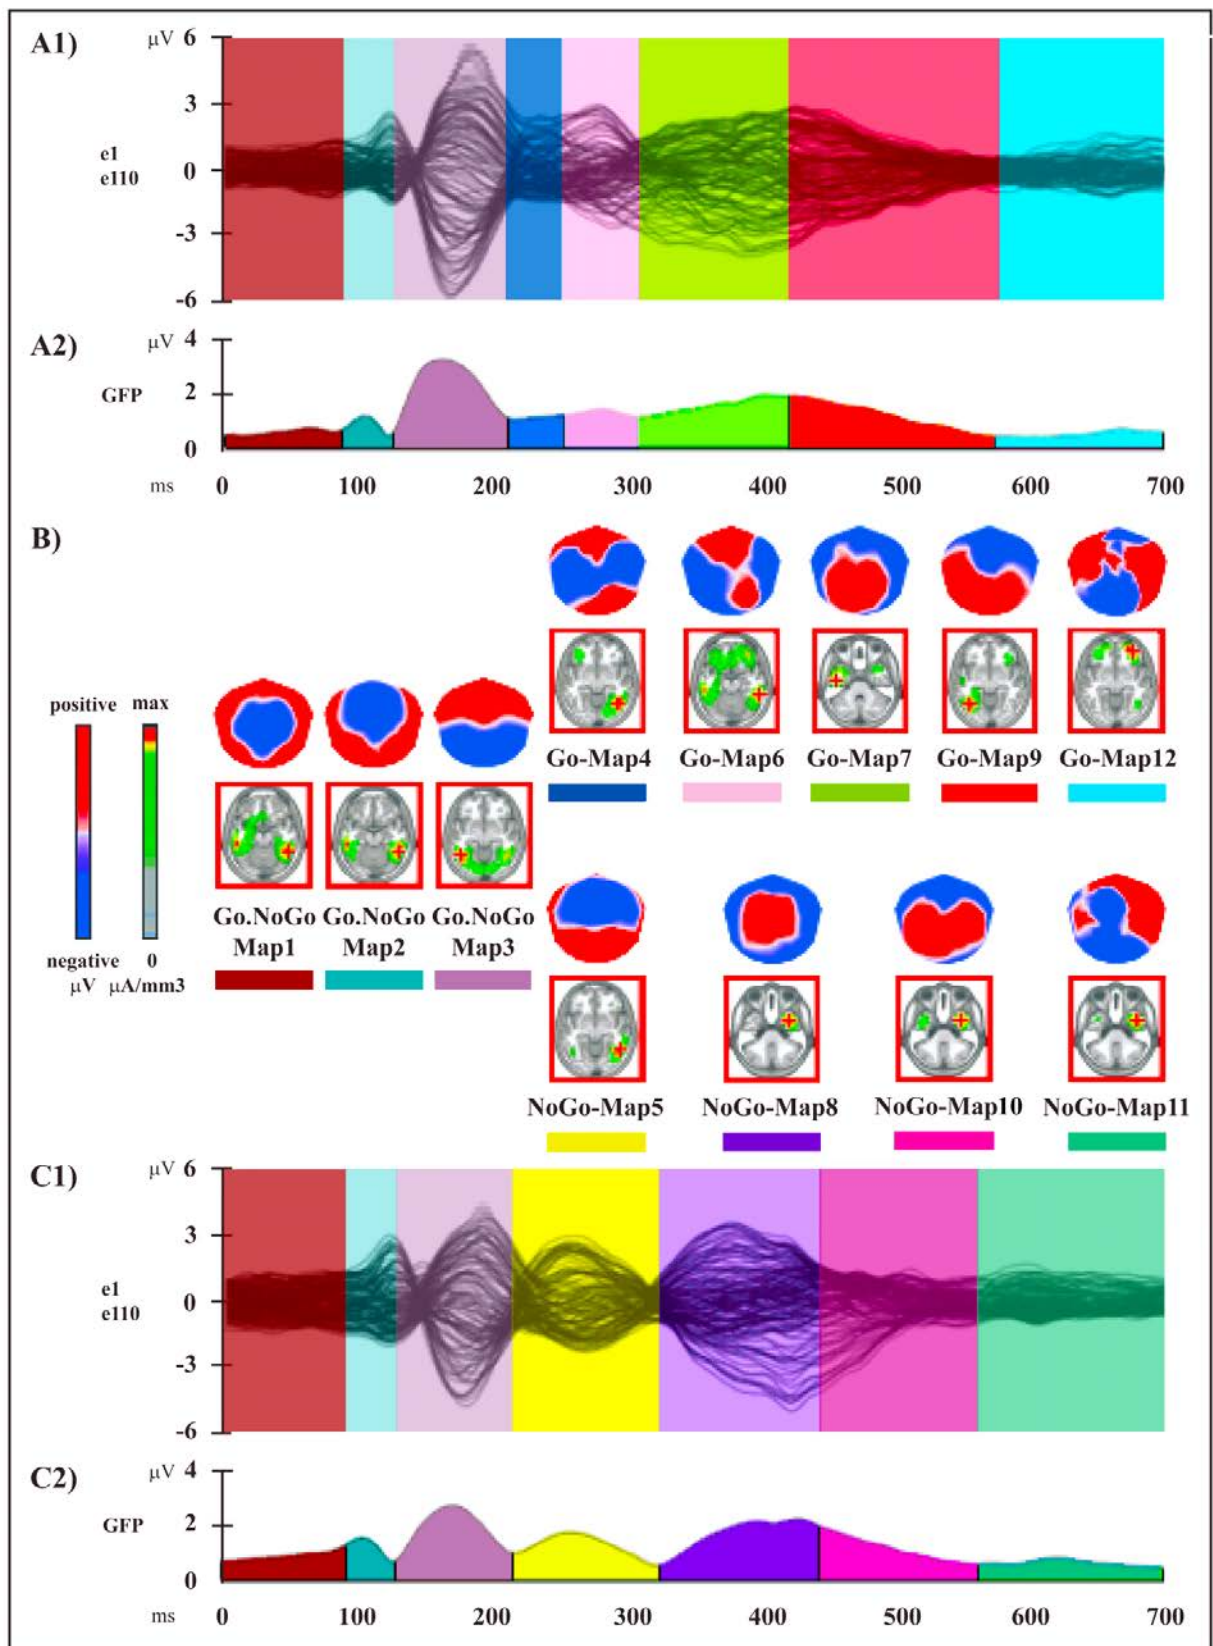 A1)
μV 6
3
e1
e110
0
-3
-6
A2)
μV 4
GFP
2
0
ms 0 100 200 300 400 500 600 700
B)
Go-Map4 Go-Map6 Go-Map7 Go-Map9 Go-Map12
positive max
negative 0
μV μA/mm3
Go.NoGo Go.NoGo Go.NoGo
Map1 Map2 Map3
NoGo-Map5 NoGo-Map8 NoGo-Map10 NoGo-Map11
C1)
μV 6
3
e1
e110
0
-3
-6
C2)
μV 4
GFP
2
0
ms 0 100 200 300 400 500 600 700